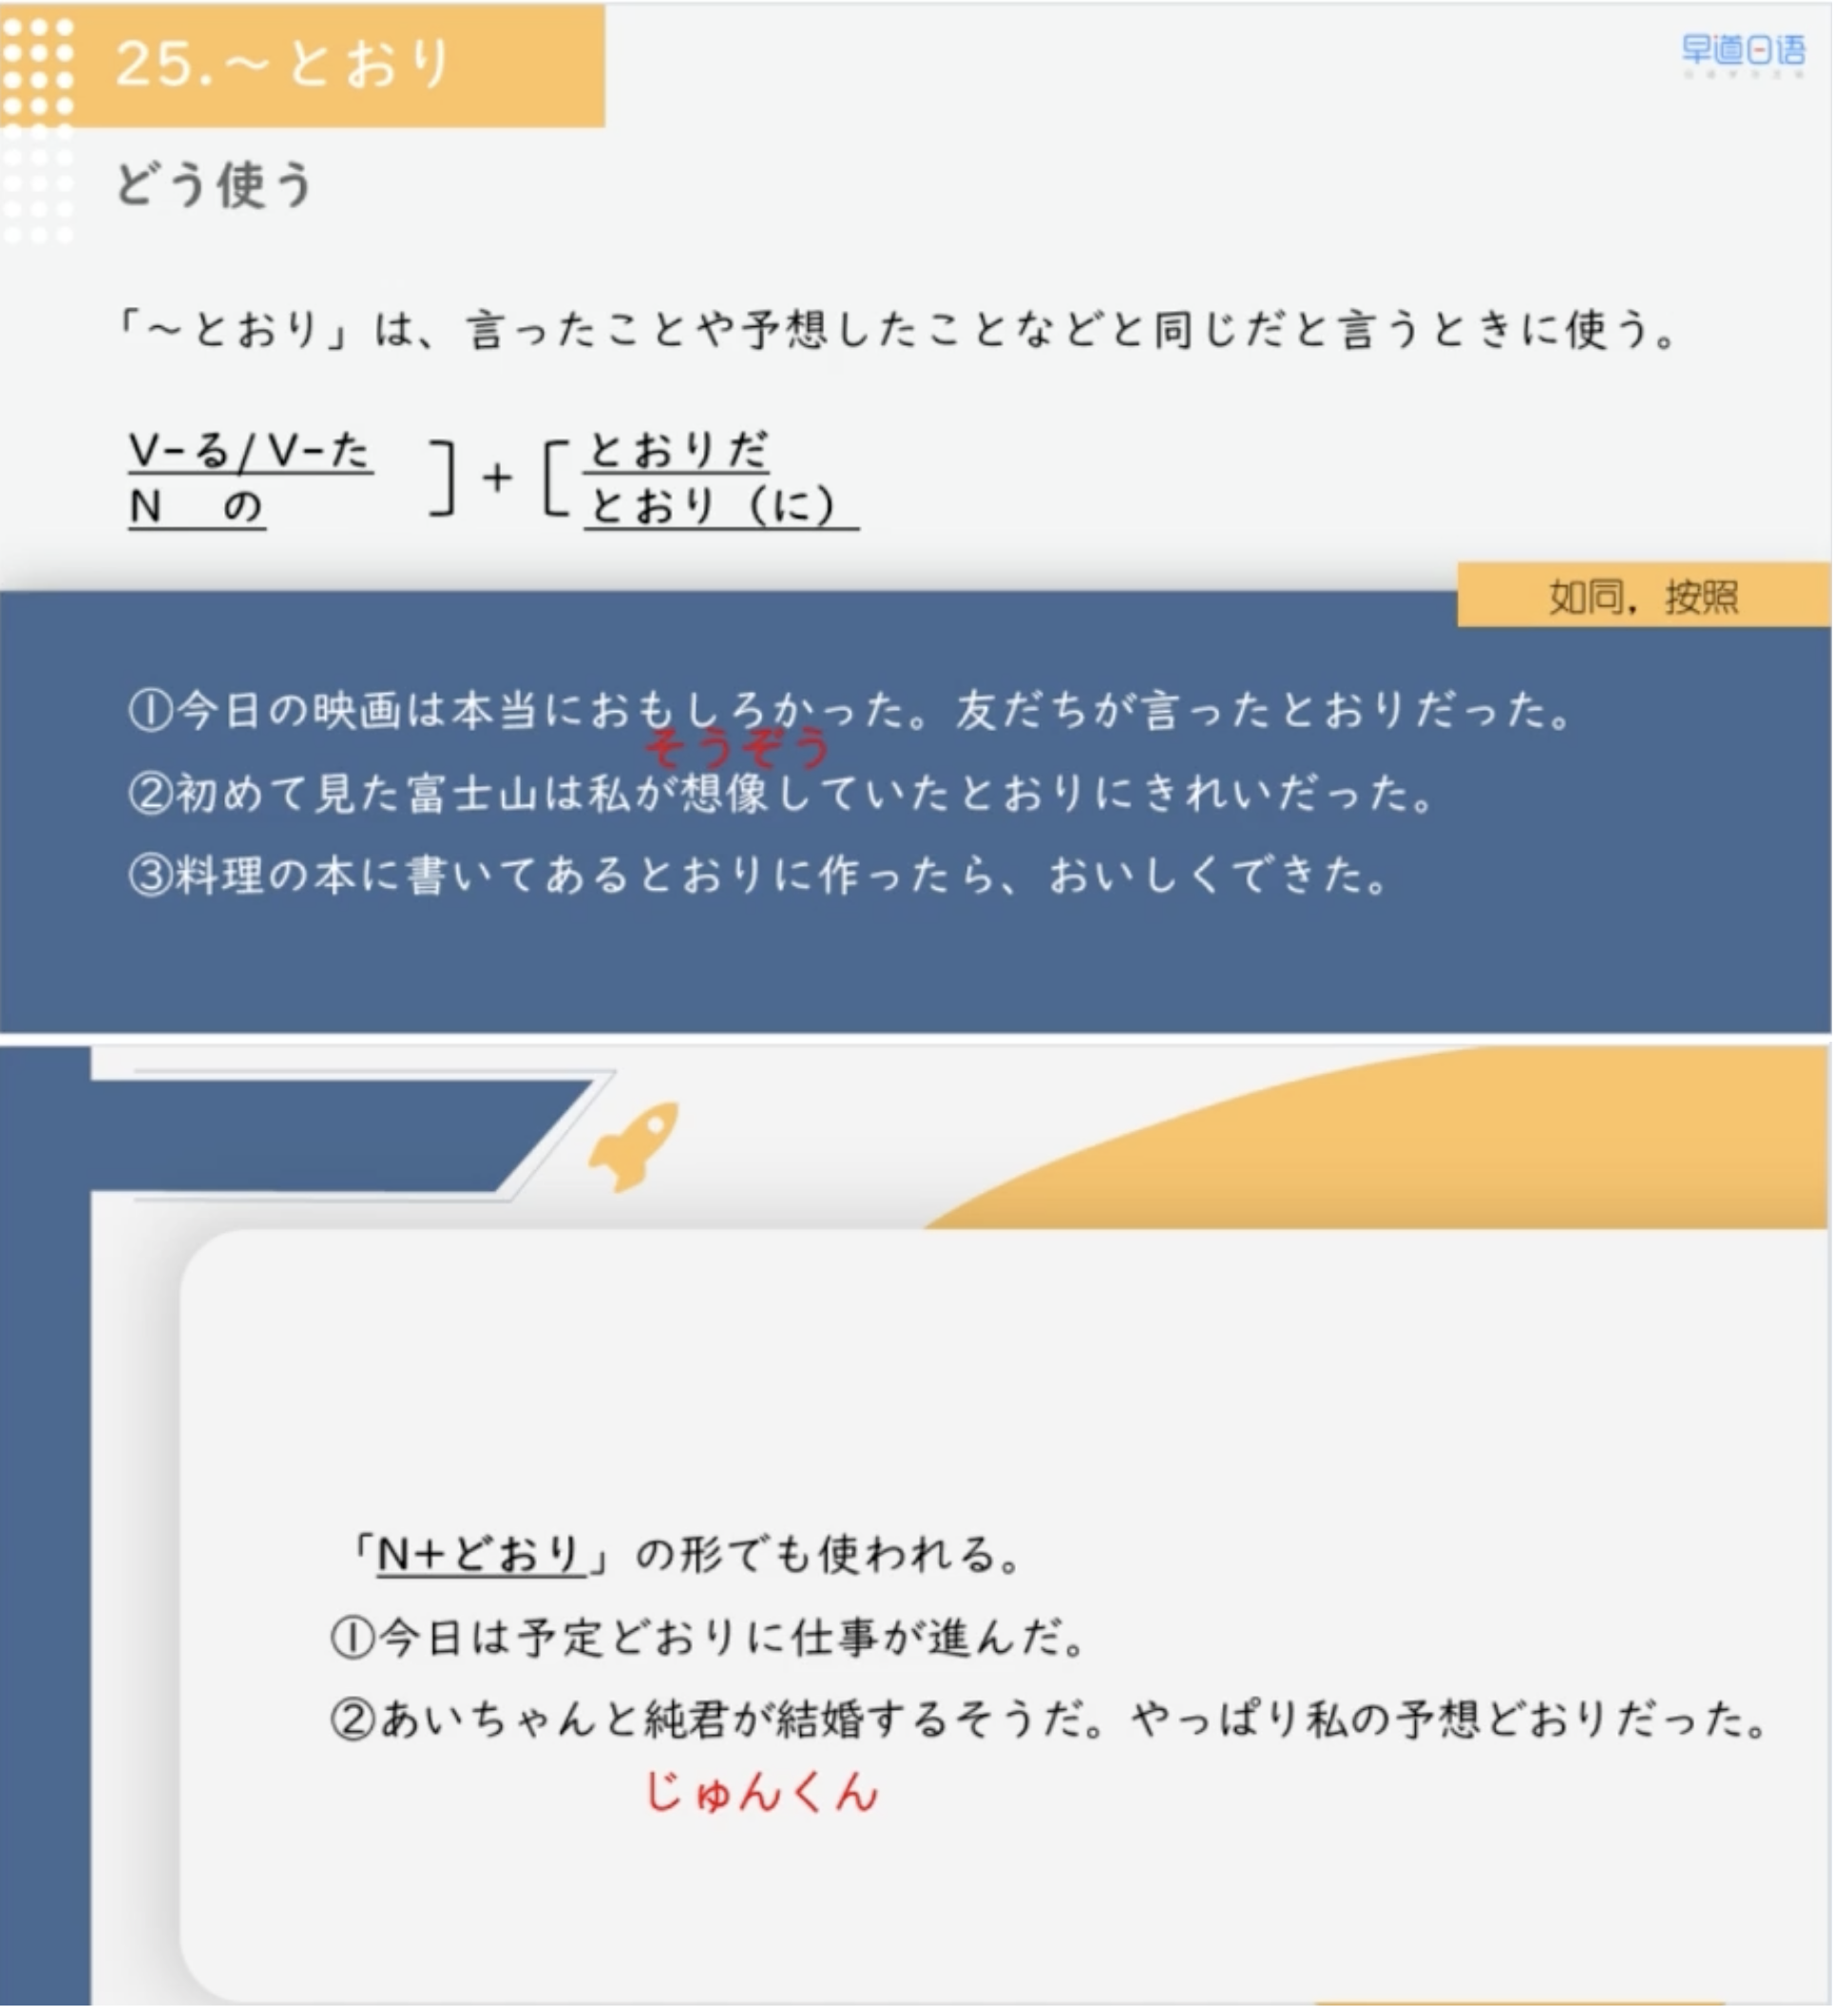 25.～とおり
早道日语
どう使う
「～とおり」は、言ったことや予想したことなどと同じだと言うときに使う。
V-る/V-た ］+［ とおりだ
N　の とおり（に）
如同，按照
①今日の映画は本当におもしろかった。友だちが言ったとおりだった。
そうぞう
②初めて見た富士山は私が想像していたとおりにきれいだった。
③料理の本に書いてあるとおりに作ったら、おいしくできた。
「N+どおり」の形でも使われる。
①今日は予定どおりに仕事が進んだ。
②あいちゃんと純君が結婚するそうだ。やっぱり私の予想どおりだった。
じゅんくん